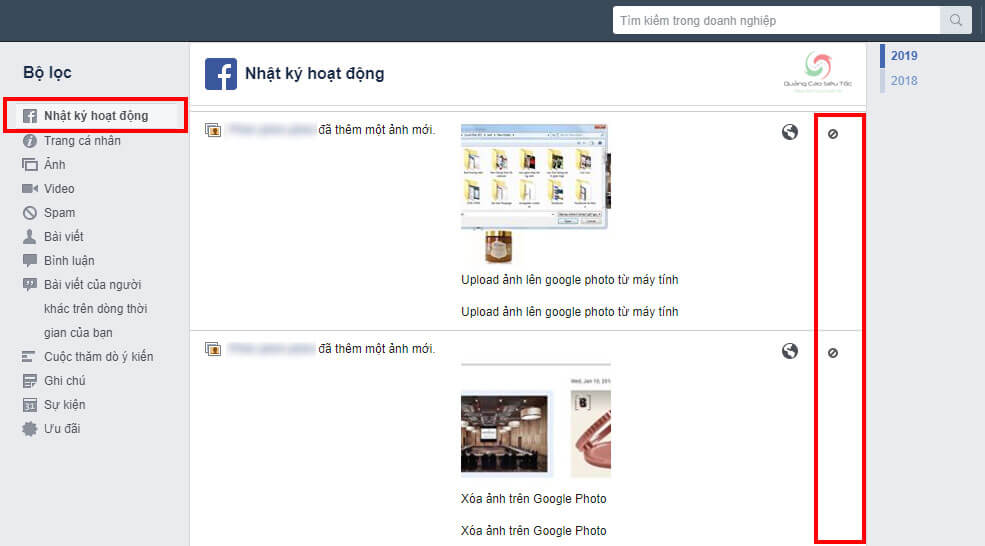 Tìm kiếm trong doanh nghiệp
Bộ lọc
Nhật ký hoạt động
Trang cá nhân
Ảnh
Video
Spam
Bài viết
Bình luận
Bài viết của người
khác trên dòng thời
gian của bạn
Cuộc thăm dò ý kiến
Ghi chú
31
Sự kiện
Ưu đãi
Nhật ký hoạt động
Quảng Cáo Siêu Tốc
2019
2018
đã thêm một ảnh mới.
Upload ảnh lên google photo từ máy tính
Upload ảnh lên google photo từ máy tính
đã thêm một ảnh mới.
Wed, Jan 10, 201
B
Xóa ảnh trên Google Photo
Xóa ảnh trên Google Photo